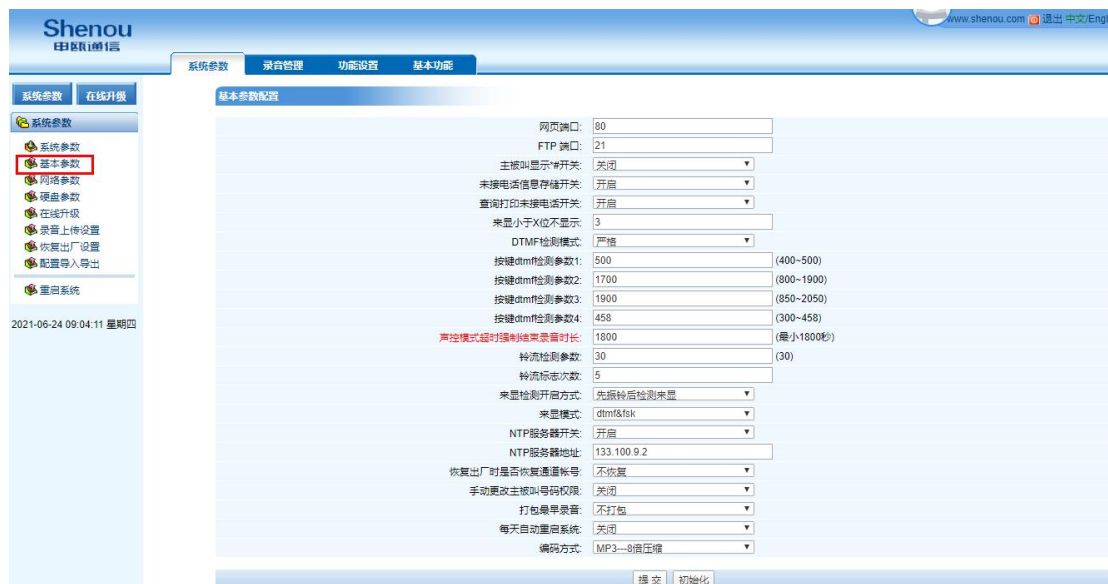 www.shenou.com 退出 中文/Engl
Shenou
申瓯通信
系统参数 录音管理 功能设置 基本功能
系统参数 在线升级
系统参数
系统参数
基本参数
网络参数
硬盘参数
在线升级
录音上传设置
恢复出厂设置
配置导入导出
重启系统
2021-06-24 09:04:11 星期四
基本参数配置
网页端口: 80
FTP 端口: 21
主被叫显示*#开关: 关闭
未接电话信息存储开关: 开启
查询打印未接电话开关: 开启
来显小于X位不显示: 3
DTMF检测模式: 严格
按键dtmf检测参数1: 500 (400~500)
按键dtmf检测参数2: 1700 (800~1900)
按键dtmf检测参数3: 1900 (850~2050)
按键dtmf检测参数4: 458 (300~458)
声控模式超时强制结束录音时长: 1800 (最小1800秒)
铃流检测参数: 30 (30)
铃流标志次数: 5
来显检测开启方式: 先振铃后检测来显
来显模式: dtmf&fsk
NTP服务器开关: 开启
NTP服务器地址: 133.100.9.2
恢复出厂时是否恢复通道帐号: 不恢复
手动更改主被叫号码权限: 关闭
打包最早录音: 不打包
每天自动重启系统: 关闭
编码方式: MP3---8倍压缩
提 交 初始化